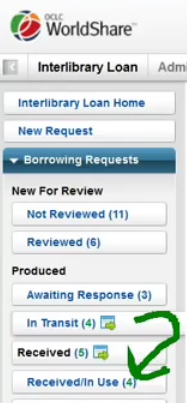 OCLC
WorldShare™
Interlibrary Loan Admi
Interlibrary Loan Home
New Request
Borrowing Requests
New For Review
Not Reviewed (11)
Reviewed (6)
Produced
Awaiting Response (3)
In Transit (4)
Received (5)
Received/In Use (4)